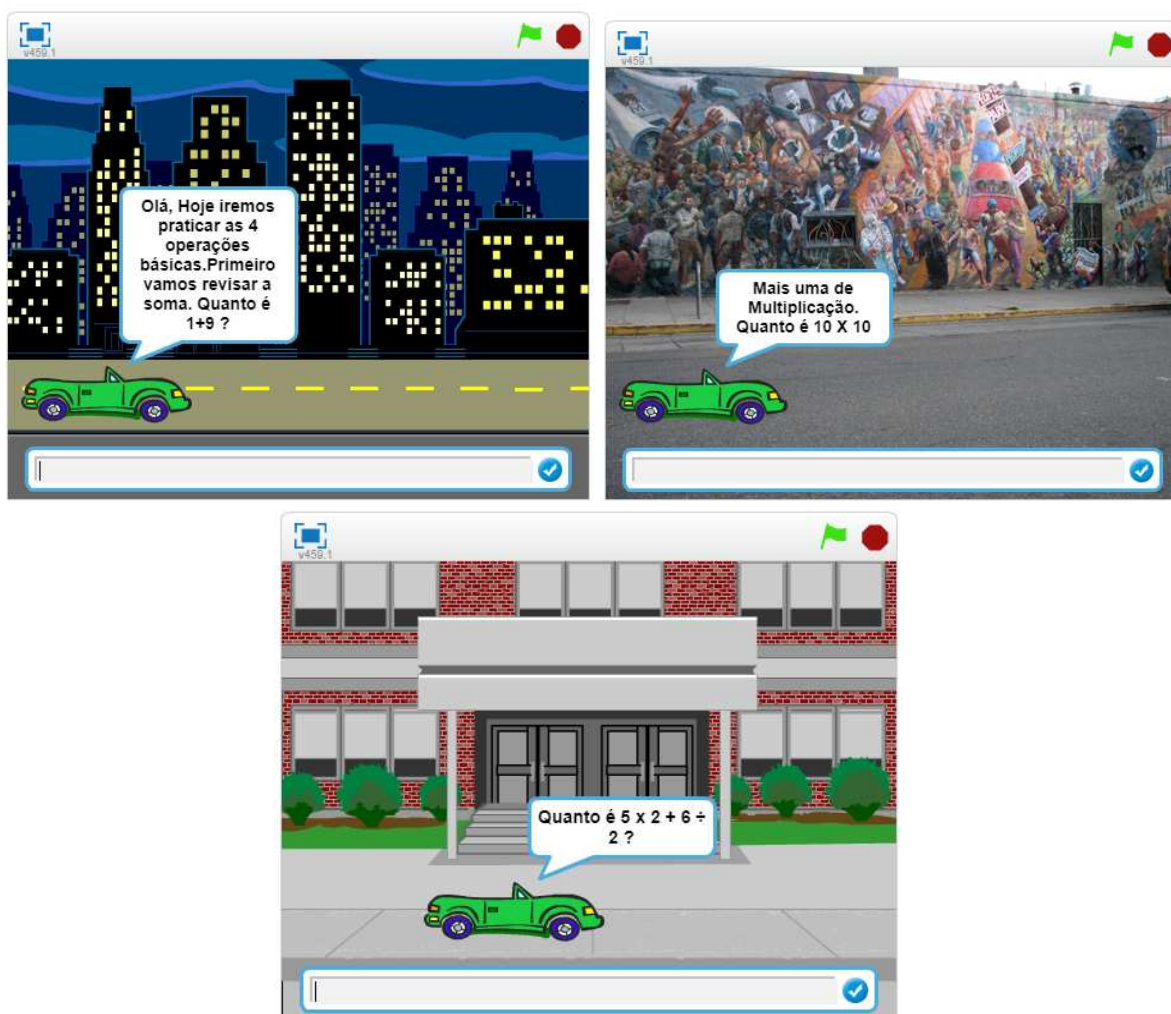 v459.1
Olá, Hoje iremos
praticar as 4
operações
básicas.Primeiro
vamos revisar a
soma. Quanto é
1+9 ?
v459.1
Mais uma de
Multiplicação.
Quanto é 10 X 10
v459.1
Quanto é 5 x 2 + 6 ÷
2 ?